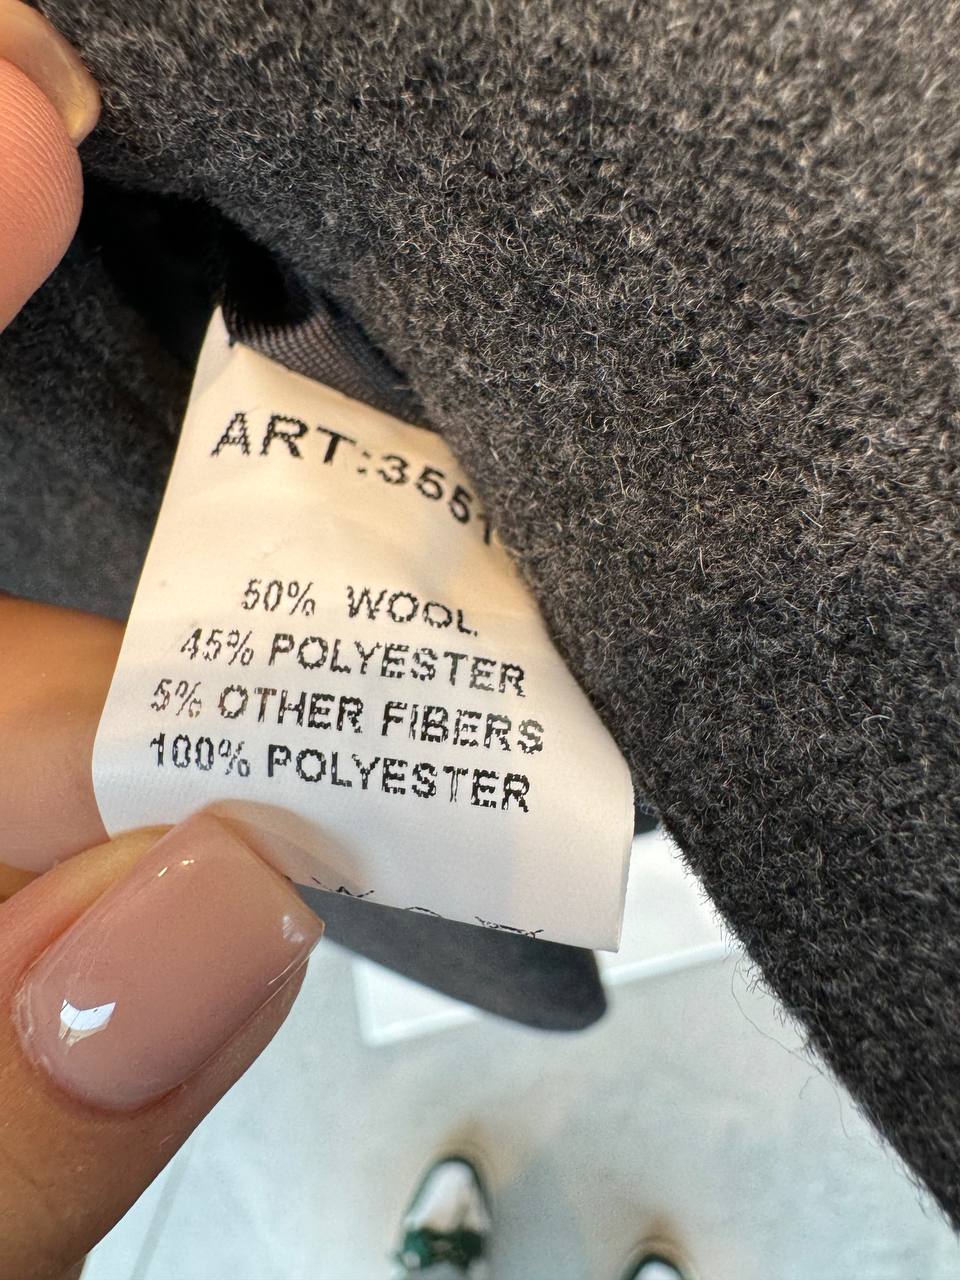 ART:3551
50% WOOL
45% POLYESTER
5% OTHER FIBERS
100% POLYESTER